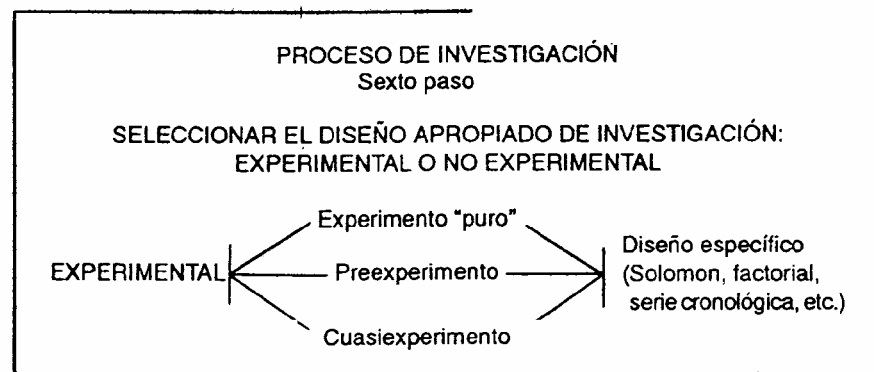 PROCESO DE INVESTIGACIÓN
Sexto paso
SELECCIONAR EL DISEÑO APROPIADO DE INVESTIGACIÓN:
EXPERIMENTAL O NO EXPERIMENTAL
Experimento "puro"
EXPERIMENTAL
Preexperimento
Cuasiexperimento
Diseño específico
(Solomon, factorial,
serie cronológica, etc.)